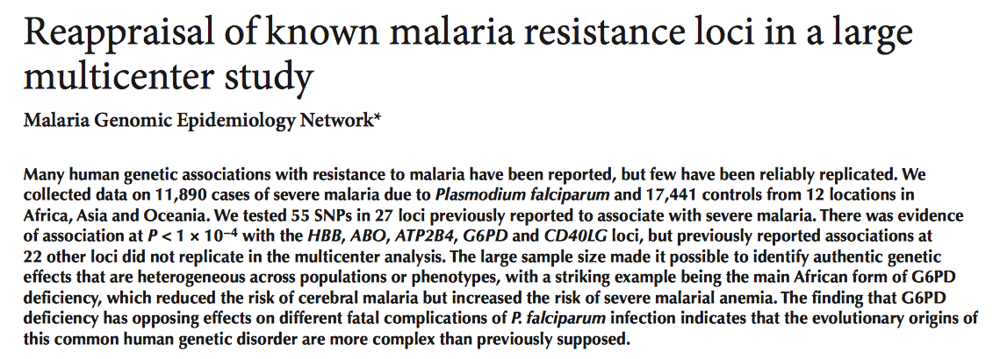 Reappraisal of known malaria resistance loci in a large
multicenter study
Malaria Genomic Epidemiology Network*
Many human genetic associations with resistance to malaria have been reported, but few have been reliably replicated. We
collected data on 11,890 cases of severe malaria due to Plasmodium falciparum and 17,441 controls from 12 locations in
Africa, Asia and Oceania. We tested 55 SNPs in 27 loci previously reported to associate with severe malaria. There was evidence
of association at P < 1 × 10⁻⁴ with the HBB, ABO, ATP2B4, G6PD and CD40LG loci, but previously reported associations at
22 other loci did not replicate in the multicenter analysis. The large sample size made it possible to identify authentic genetic
effects that are heterogeneous across populations or phenotypes, with a striking example being the main African form of G6PD
deficiency, which reduced the risk of cerebral malaria but increased the risk of severe malarial anemia. The finding that G6PD
deficiency has opposing effects on different fatal complications of P. falciparum infection indicates that the evolutionary origins of
this common human genetic disorder are more complex than previously supposed.